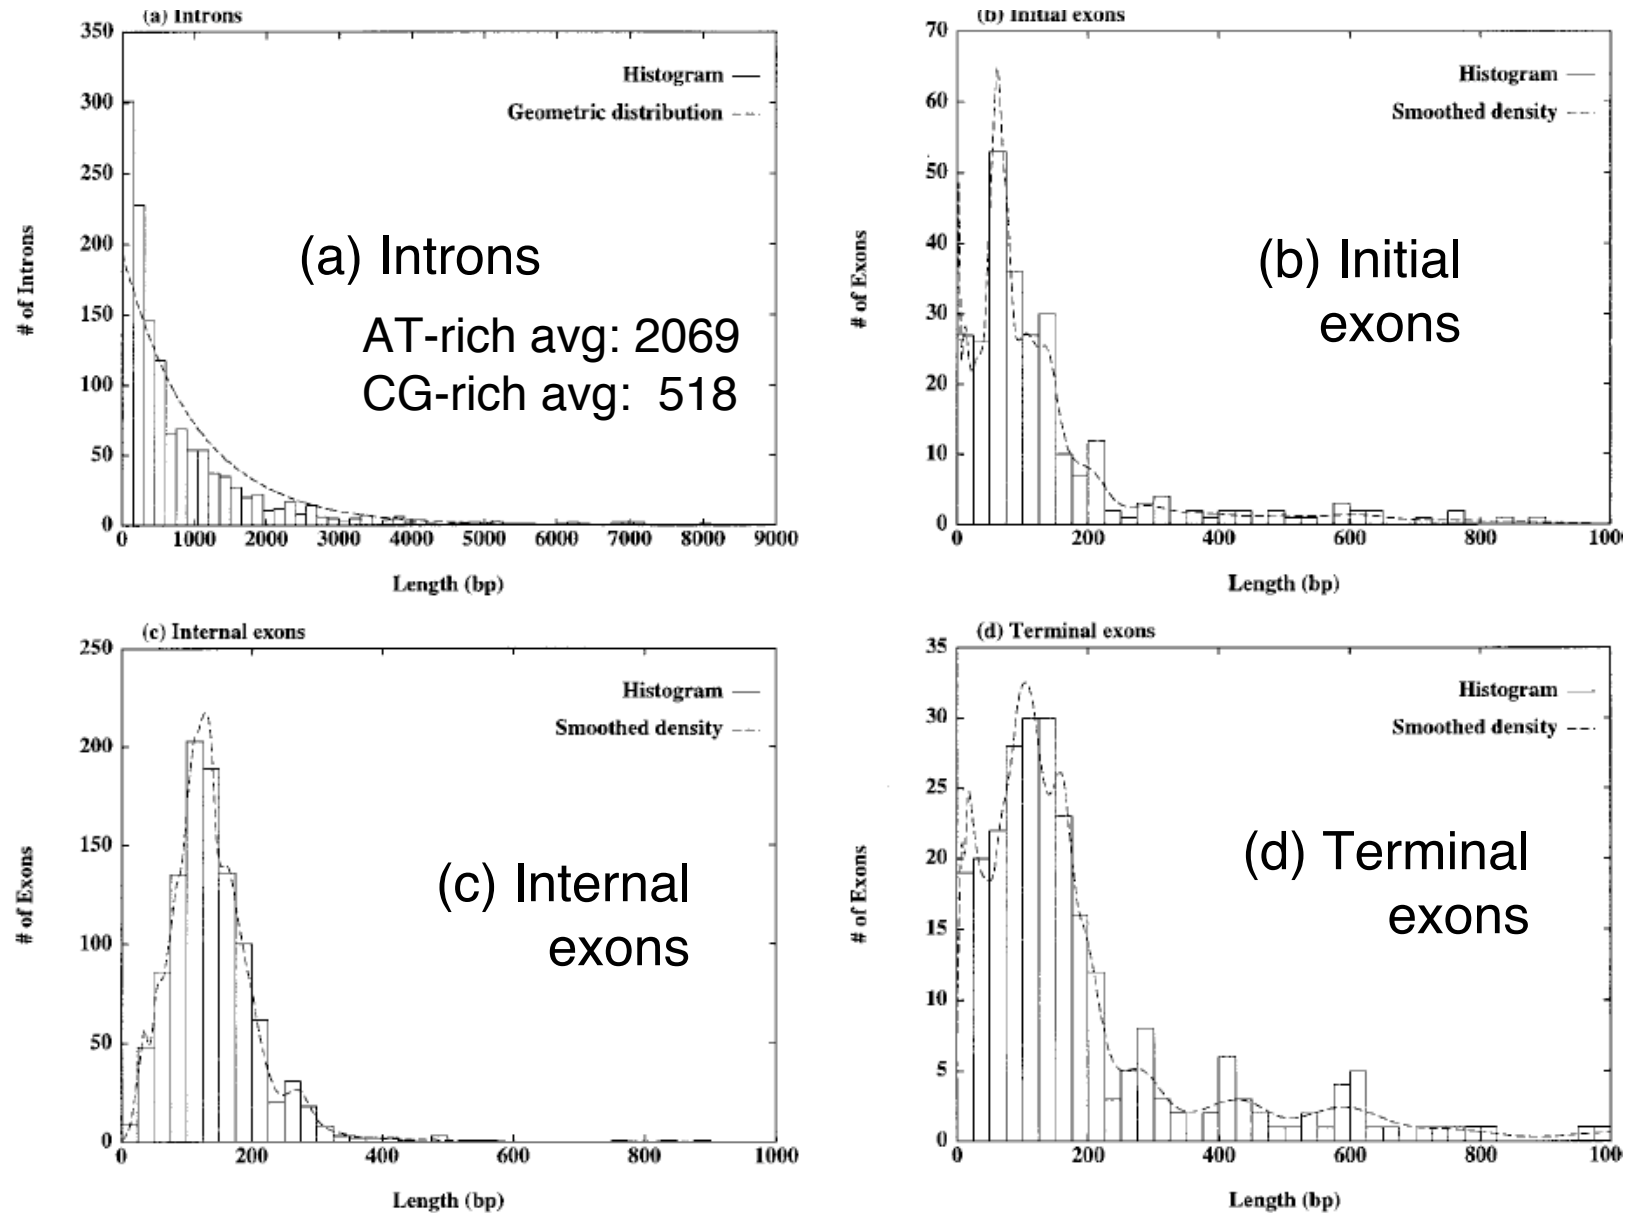 (a) Introns
350
300
250
200
150
100
50
0
# of Introns
Histogram
Geometric distribution
(a) Introns
AT-rich avg: 2069
CG-rich avg: 518
0 1000 2000 3000 4000 5000 6000 7000 8000 9000
Length (bp)
(b) Initial exons
70
60
50
40
30
20
10
0
# of Exons
Histogram
Smoothed density
(b) Initial
exons
0 200 400 600 800 100
Length (bp)
(c) Internal exons
250
200
150
100
50
0
# of Exons
Histogram
Smoothed density
(c) Internal
exons
0 200 400 600 800 1000
Length (bp)
(d) Terminal exons
35
30
25
20
15
10
5
0
# of Exons
Histogram
Smoothed density
(d) Terminal
exons
0 200 400 600 800 100
Length (bp)